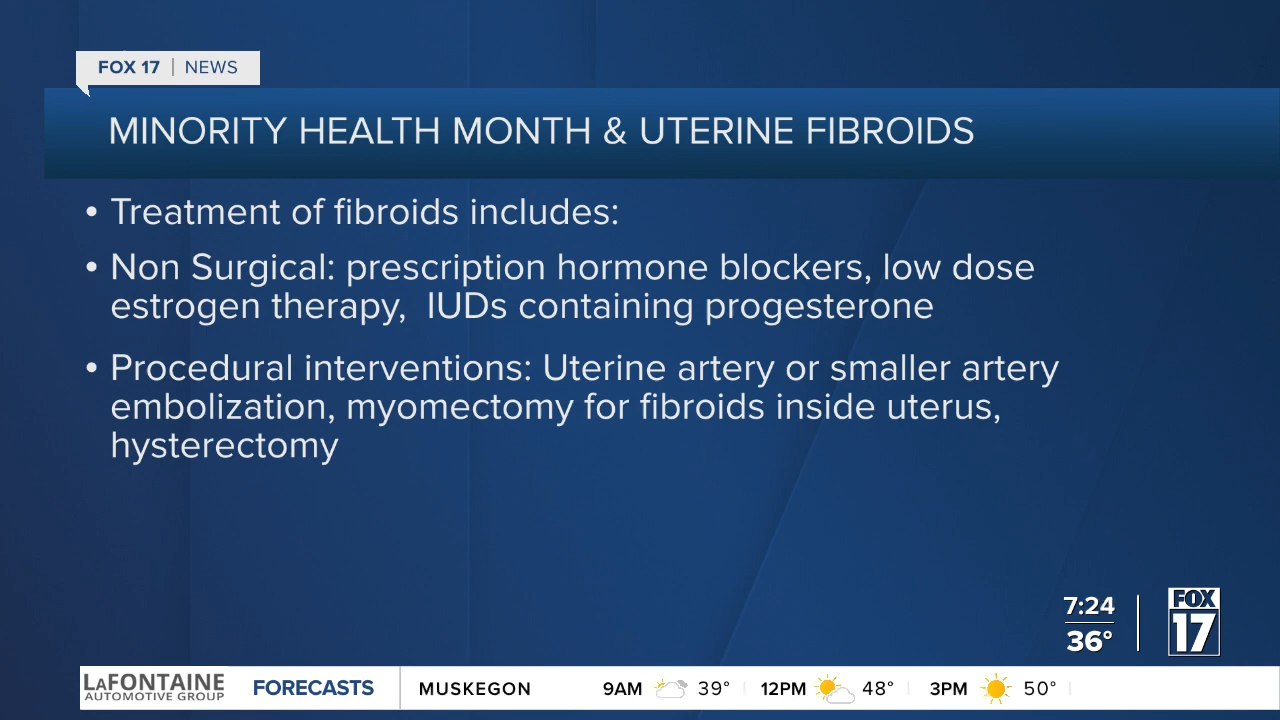 FOX 17 | NEWS
MINORITY HEALTH MONTH & UTERINE FIBROIDS
• Treatment of fibroids includes:
• Non Surgical: prescription hormone blockers, low dose
estrogen therapy,  IUDs containing progesterone
• Procedural interventions: Uterine artery or smaller artery
embolization, myomectomy for fibroids inside uterus,
hysterectomy
7:24
36°
FOX
17
LAFONTAINE
AUTOMOTIVE GROUP
FORECASTS
MUSKEGON 9AM 39° 12PM 48° 3PM 50°